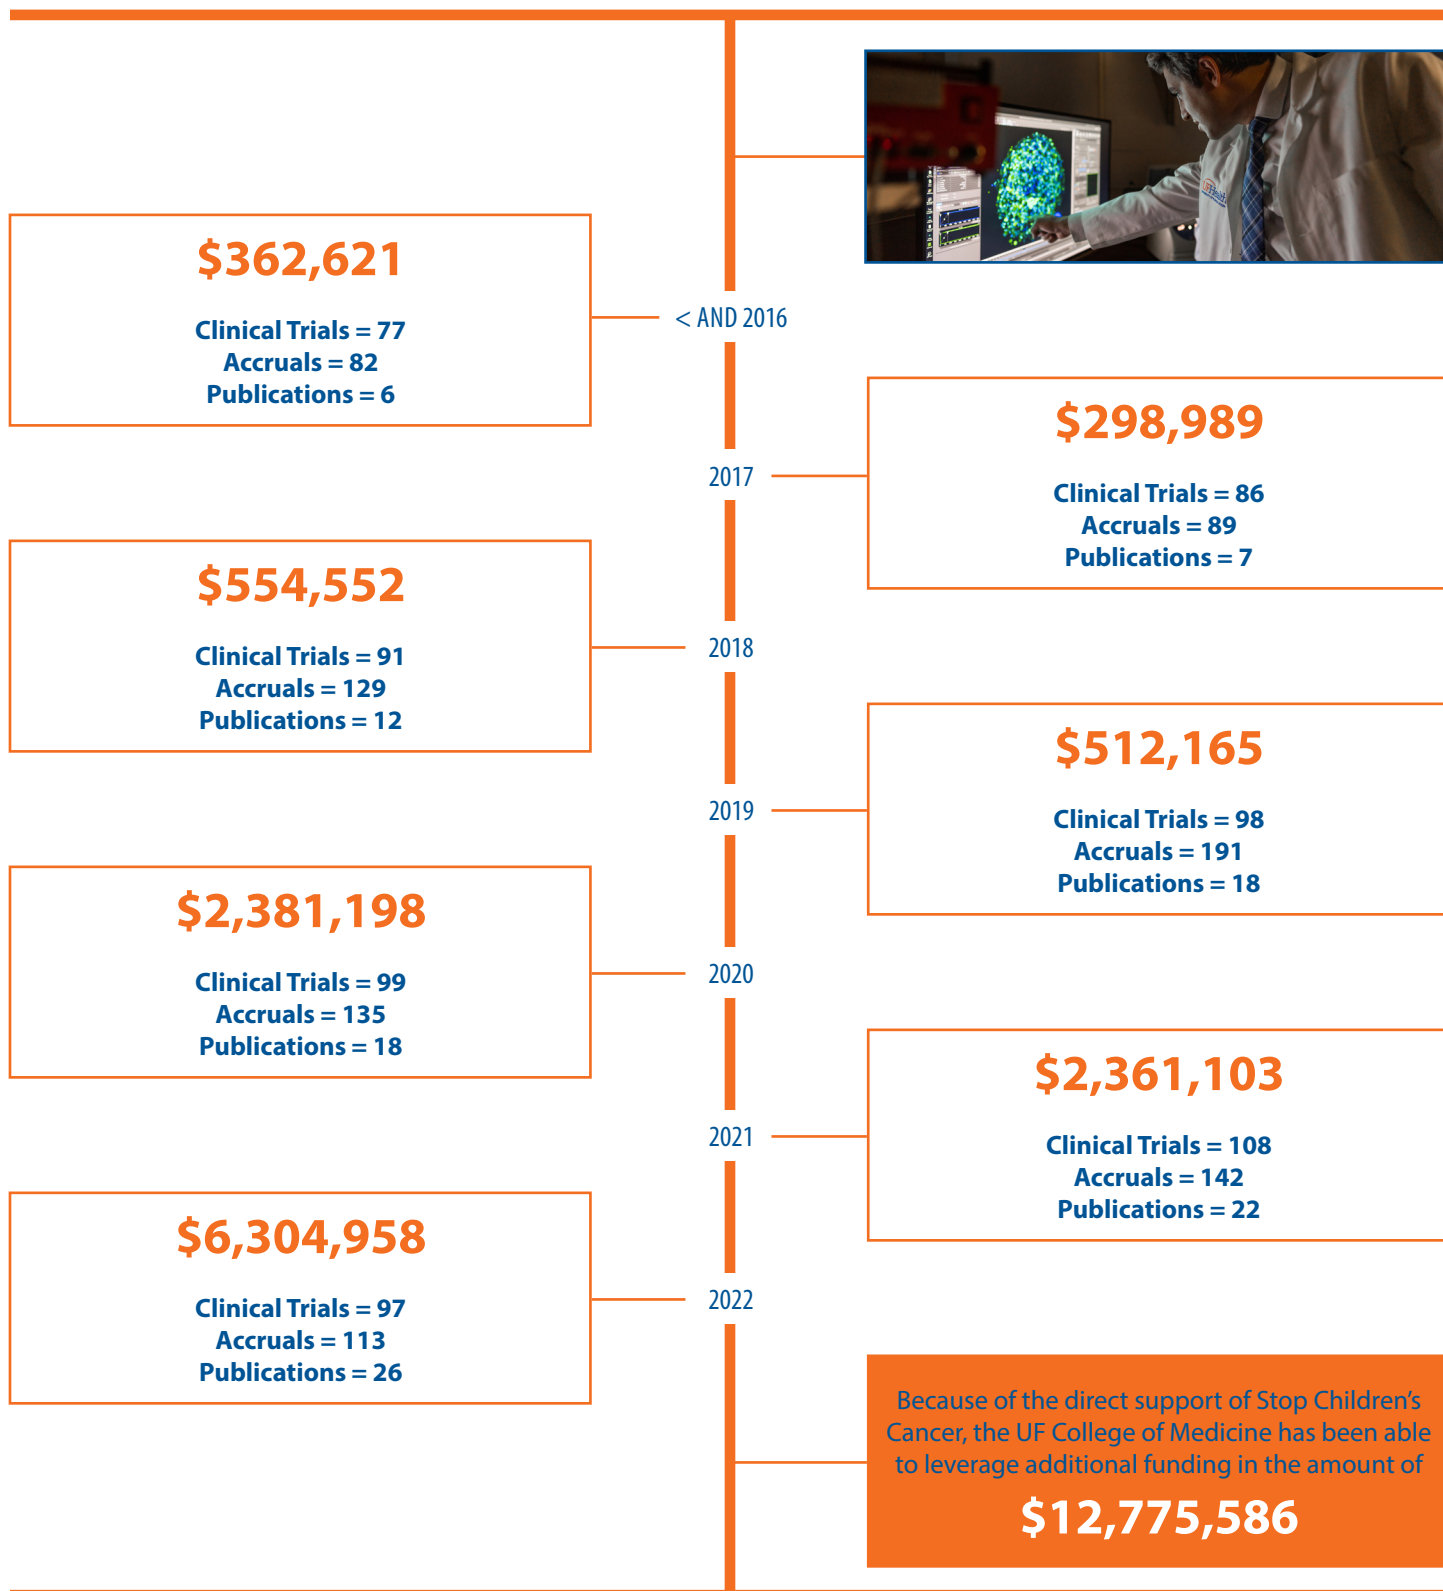 $362,621
Clinical Trials = 77
Accruals = 82
Publications = 6
< AND 2016
2017
$298,989
Clinical Trials = 86
Accruals = 89
Publications = 7
$554,552
Clinical Trials = 91
Accruals = 129
Publications = 12
2018
2019
$512,165
Clinical Trials = 98
Accruals = 191
Publications = 18
$2,381,198
Clinical Trials = 99
Accruals = 135
Publications = 18
2020
2021
$2,361,103
Clinical Trials = 108
Accruals = 142
Publications = 22
$6,304,958
Clinical Trials = 97
Accruals = 113
Publications = 26
2022
Because of the direct support of Stop Children’s
Cancer, the UF College of Medicine has been able
to leverage additional funding in the amount of
$12,775,586